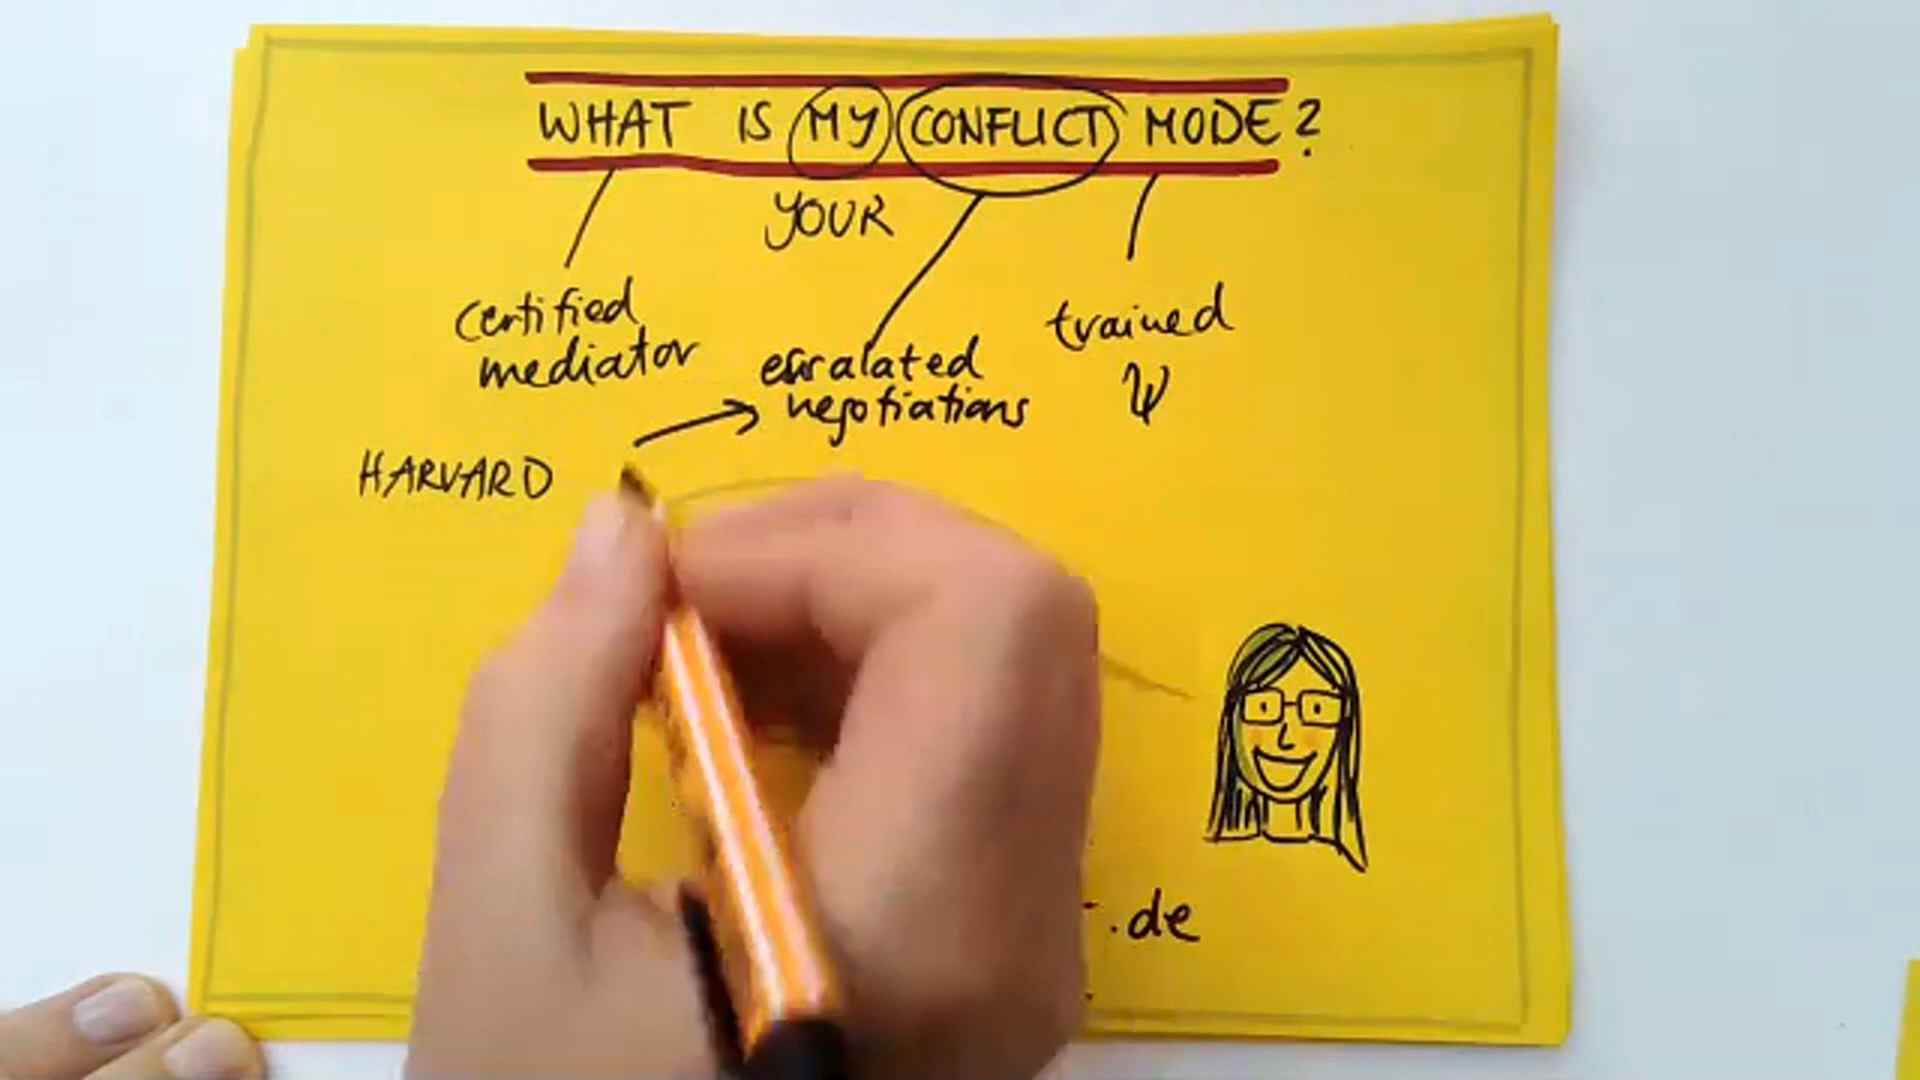 WHAT IS MY CONFLICT MODE?
YOUR
certified
mediator
escalated
negotiations
trained
Ψ
HARVARD
.de